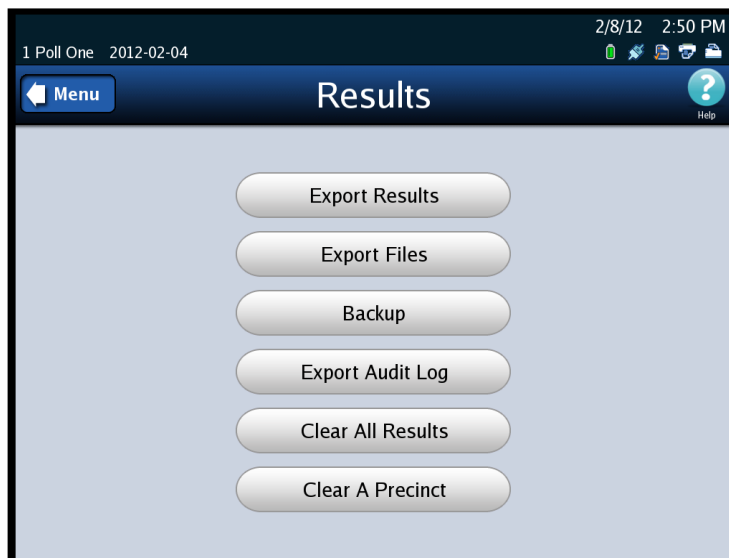 2/8/12 2:50 PM
1 Poll One 2012-02-04
Menu
Results
Help
Export Results
Export Files
Backup
Export Audit Log
Clear All Results
Clear A Precinct